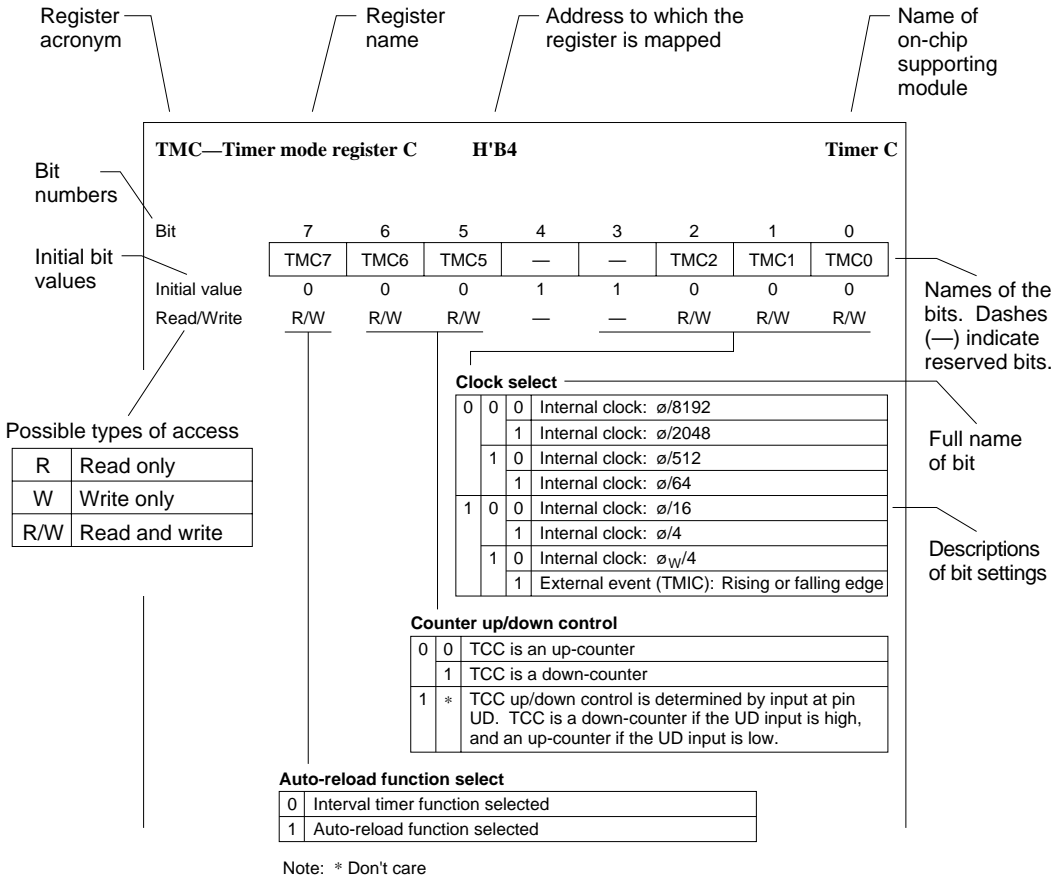 Register acronym
Register name
Address to which the register is mapped
Name of on-chip supporting module
TMC—Timer mode register C H'B4 Timer C
Bit numbers
Bit 7 6 5 4 3 2 1 0
Initial bit values
TMC7 TMC6 TMC5 — — TMC2 TMC1 TMC0
Initial value 0 0 0 1 1 0 0 0
Read/Write R/W R/W R/W — — R/W R/W R/W
Names of the bits. Dashes (—) indicate reserved bits.
Possible types of access
R Read only
W Write only
R/W Read and write
Clock select
0 0 0 Internal clock: ø/8192
1 Internal clock: ø/2048
1 0 Internal clock: ø/512
1 Internal clock: ø/64
1 0 0 Internal clock: ø/16
1 Internal clock: ø/4
1 0 Internal clock: øW/4
1 External event (TMIC): Rising or falling edge
Full name of bit
Descriptions of bit settings
Counter up/down control
0 0 TCC is an up-counter
1 TCC is a down-counter
1 * TCC up/down control is determined by input at pin
UD. TCC is a down-counter if the UD input is high,
and an up-counter if the UD input is low.
Auto-reload function select
0 Interval timer function selected
1 Auto-reload function selected
Note: * Don't care